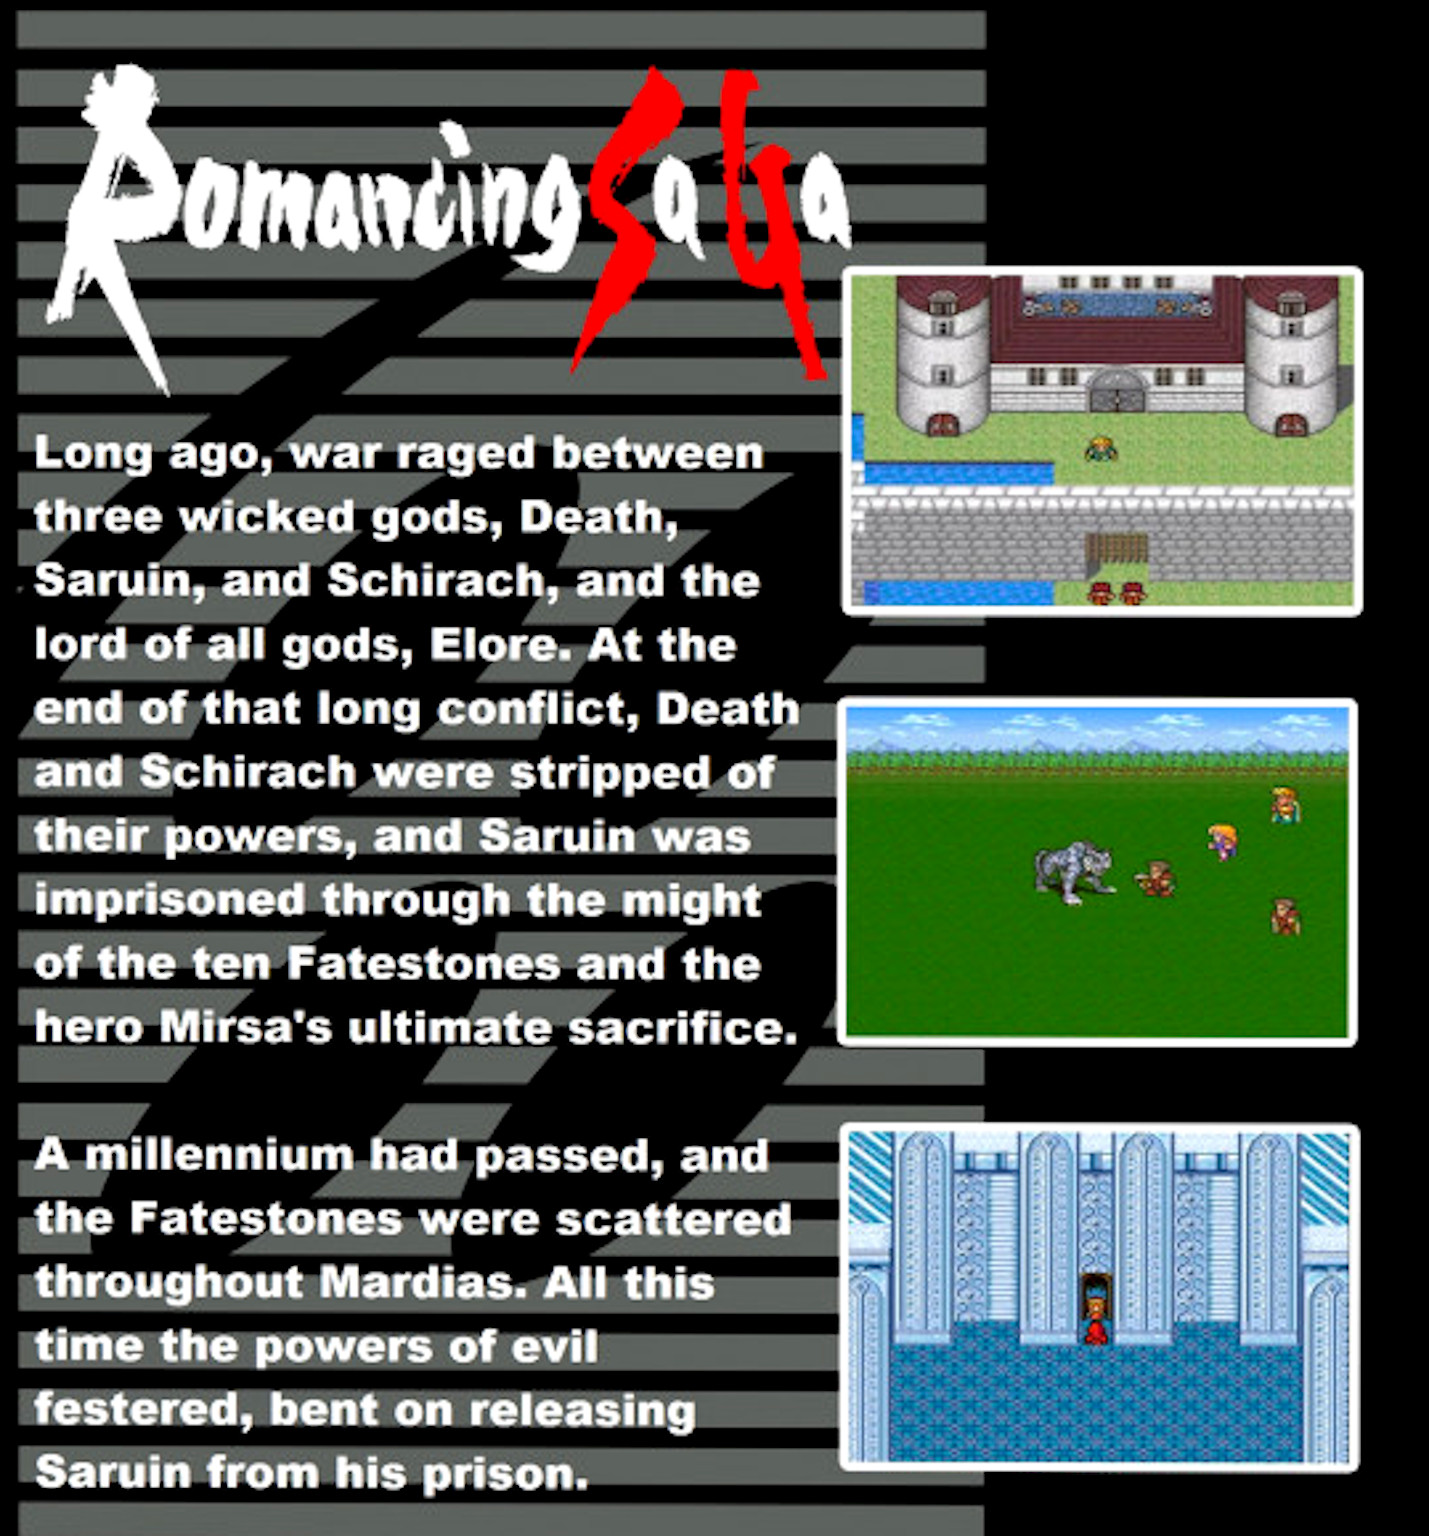 Romancing SaGa
Long ago, war raged between
three wicked gods, Death,
Saruin, and Schirach, and the
lord of all gods, Elore. At the
end of that long conflict, Death
and Schirach were stripped of
their powers, and Saruin was
imprisoned through the might
of the ten Fatestones and the
hero Mirsa's ultimate sacrifice.
A millennium had passed, and
the Fatestones were scattered
throughout Mardias. All this
time the powers of evil
festered, bent on releasing
Saruin from his prison.